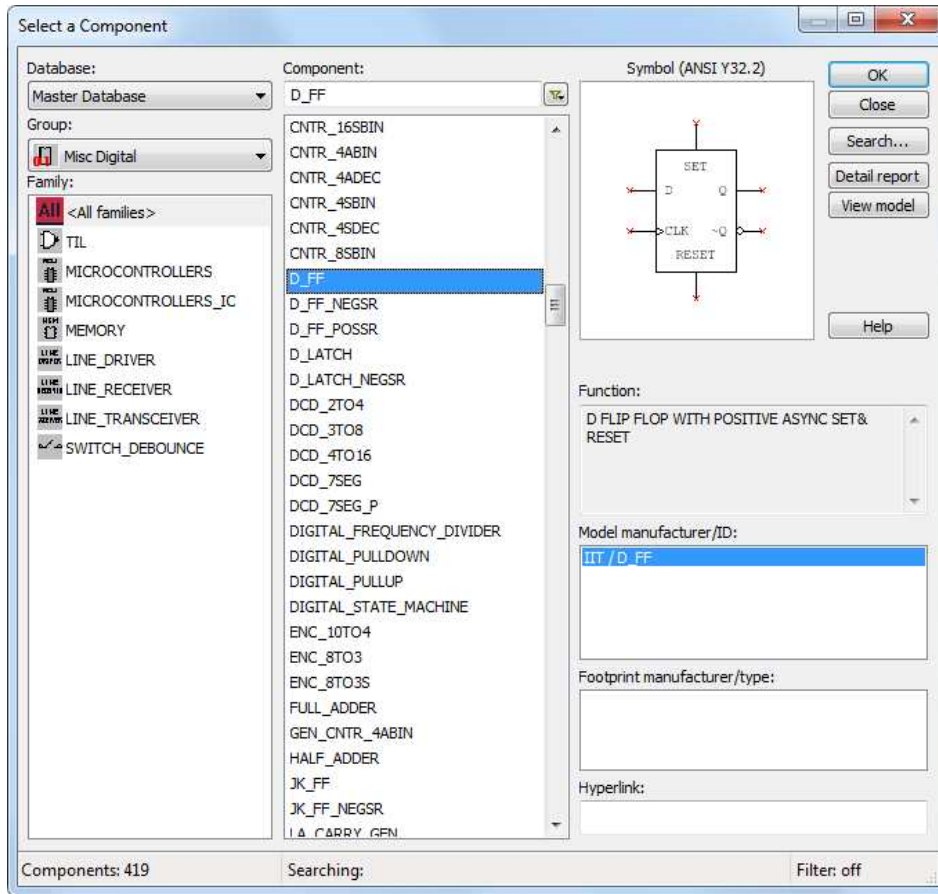 Select a Component
Database:
Master Database
Group:
Misc Digital
Family:
All <All families>
TIL
MICROCONTROLLERS
MICROCONTROLLERS_IC
MEMORY
LINE_DRIVER
LINE_RECEIVER
LINE_TRANSCEIVER
SWITCH_DEBOUNCE
Component:
D_FF
CNTR_16SBIN
CNTR_4ABIN
CNTR_4ADEC
CNTR_4SBIN
CNTR_4SDEC
CNTR_8SBIN
D_FF
D_FF_NEGSR
D_FF_POSSR
D_LATCH
D_LATCH_NEGSR
DCD_2TO4
DCD_3TO8
DCD_4TO16
DCD_7SEG
DCD_7SEG_P
DIGITAL_FREQUENCY_DIVIDER
DIGITAL_PULLDOWN
DIGITAL_PULLUP
DIGITAL_STATE_MACHINE
ENC_10TO4
ENC_8TO3
ENC_8TO3S
FULL_ADDER
GEN_CNTR_4ABIN
HALF_ADDER
JK_FF
JK_FF_NEGSR
LA_CARRY_GEN
Symbol (ANSI Y32.2)
SET
D Q
CLK ~Q
RESET
OK
Close
Search...
Detail report
View model
Help
Function:
D FLIP FLOP WITH POSITIVE ASYNC SET&
RESET
Model manufacturer/ID:
IIT / D_FF
Footprint manufacturer/type:
Hyperlink:
Components: 419
Searching:
Filter: off